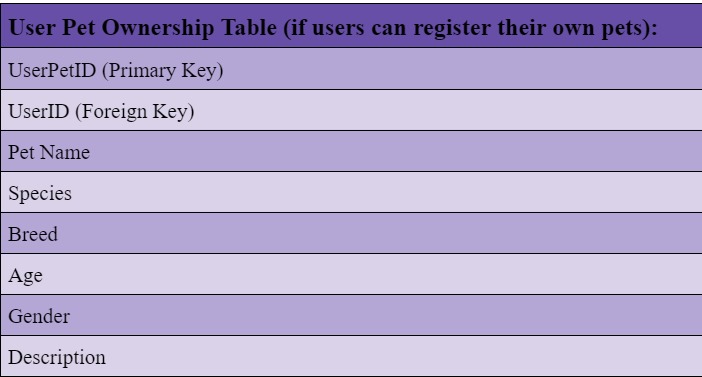 User Pet Ownership Table (if users can register their own pets):
UserPetID (Primary Key)
UserID (Foreign Key)
Pet Name
Species
Breed
Age
Gender
Description